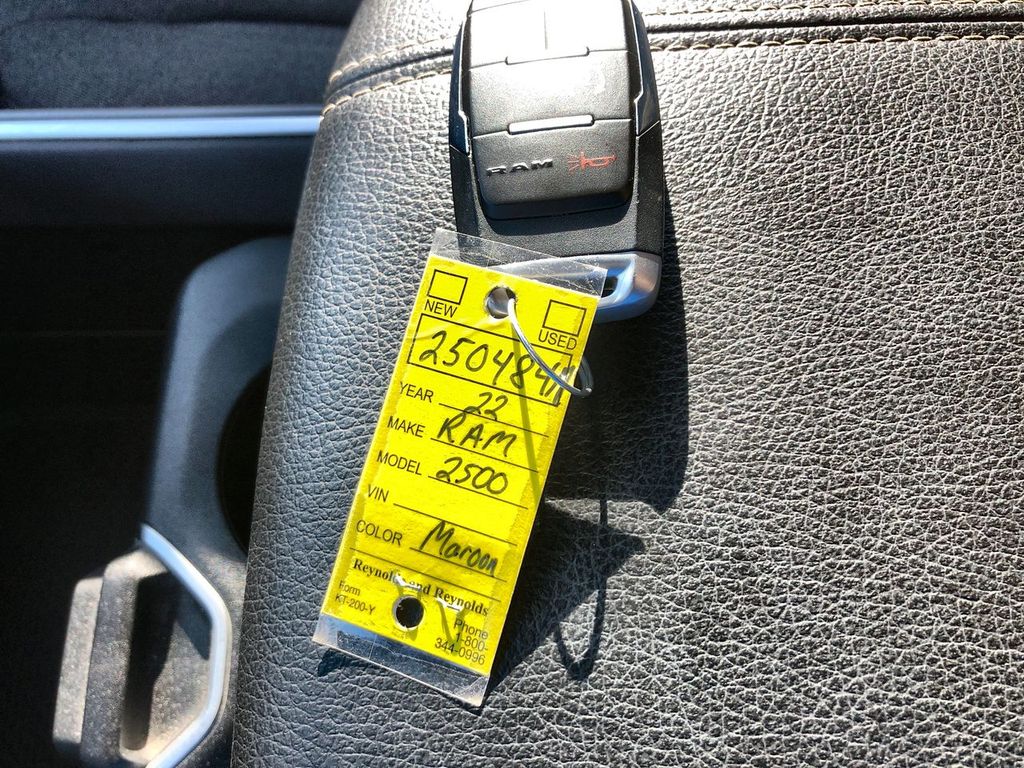 RAM
NEW
USED
250484A
YEAR 22
MAKE RAM
MODEL 2500
VIN
COLOR Maroon
Reynolds and Reynolds
Form
KT-200-Y
Phone
1-800-
344-0996